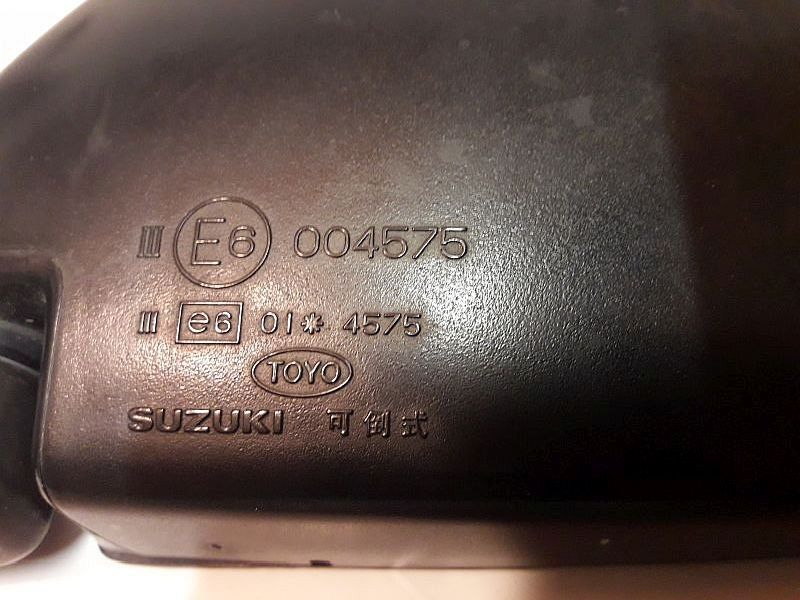 III E6 004575
III e6 01* 4575
TOYO
SUZUKI 可倒式